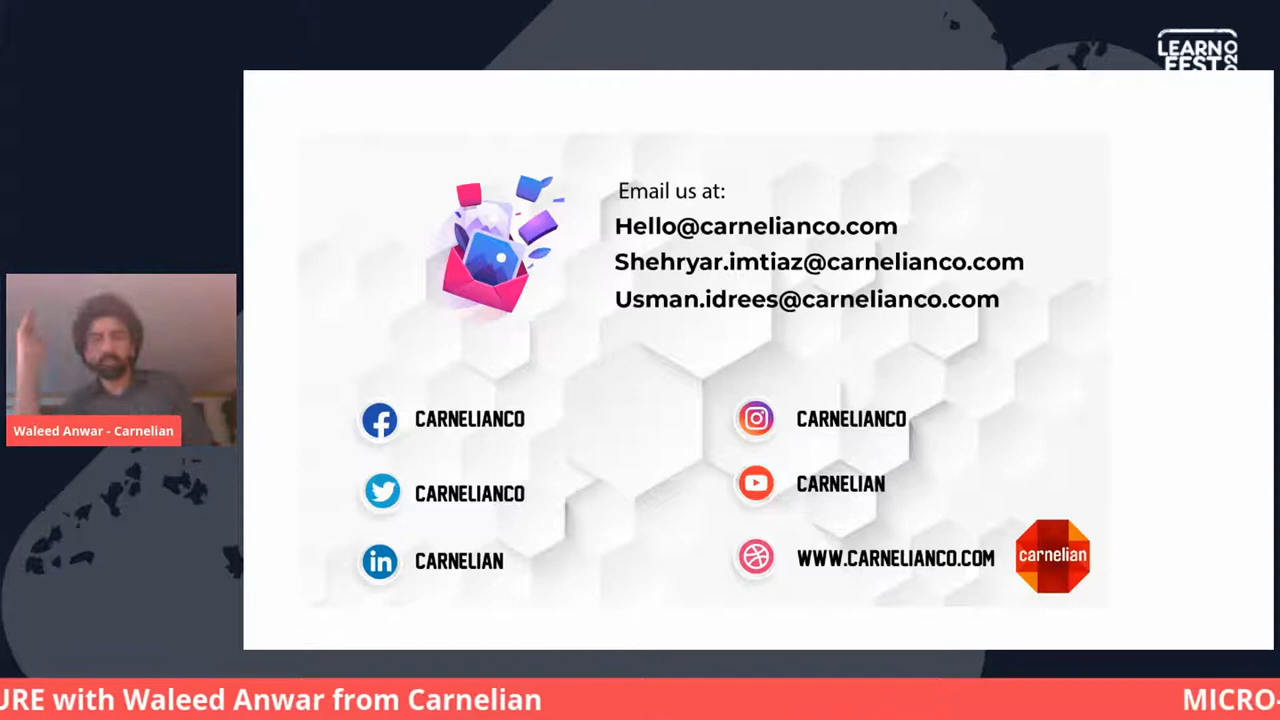 LEARN
FEST
Email us at:
Hello@carnelianco.com
Shehryar.imtiaz@carnelianco.com
Usman.idrees@carnelianco.com
CARNELIANCO
CARNELIANCO
CARNELIANCO
CARNELIAN
CARNELIAN
WWW.CARNELIANCO.COM
carnelian
Waleed Anwar - Carnelian
URE with Waleed Anwar from Carnelian
MICRO-